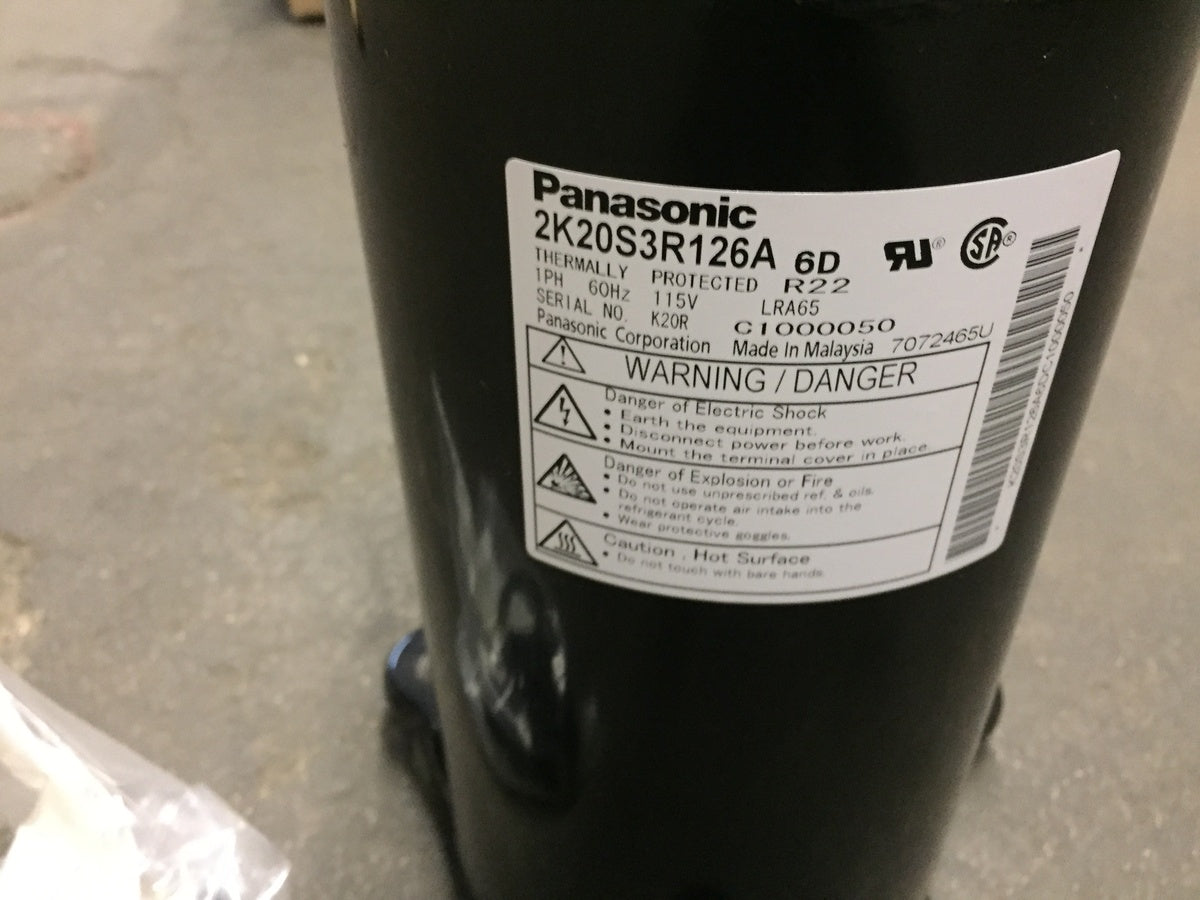 Panasonic
2K20S3R126A 6D
THERMALLY PROTECTED R22
1PH 60Hz 115V LRA65
SERIAL NO. K20R C1000050
Panasonic Corporation Made In Malaysia 7072465U
WARNING / DANGER
Danger of Electric Shock
• Earth the equipment.
• Disconnect power before work.
• Mount the terminal cover in place.
Danger of Explosion or Fire
• Do not use unprescribed ref. & oils.
• Do not operate air intake into the
refrigerant cycle.
• Wear protective goggles.
Caution , Hot Surface
• Do not touch with bare hands.
RU®
SA®